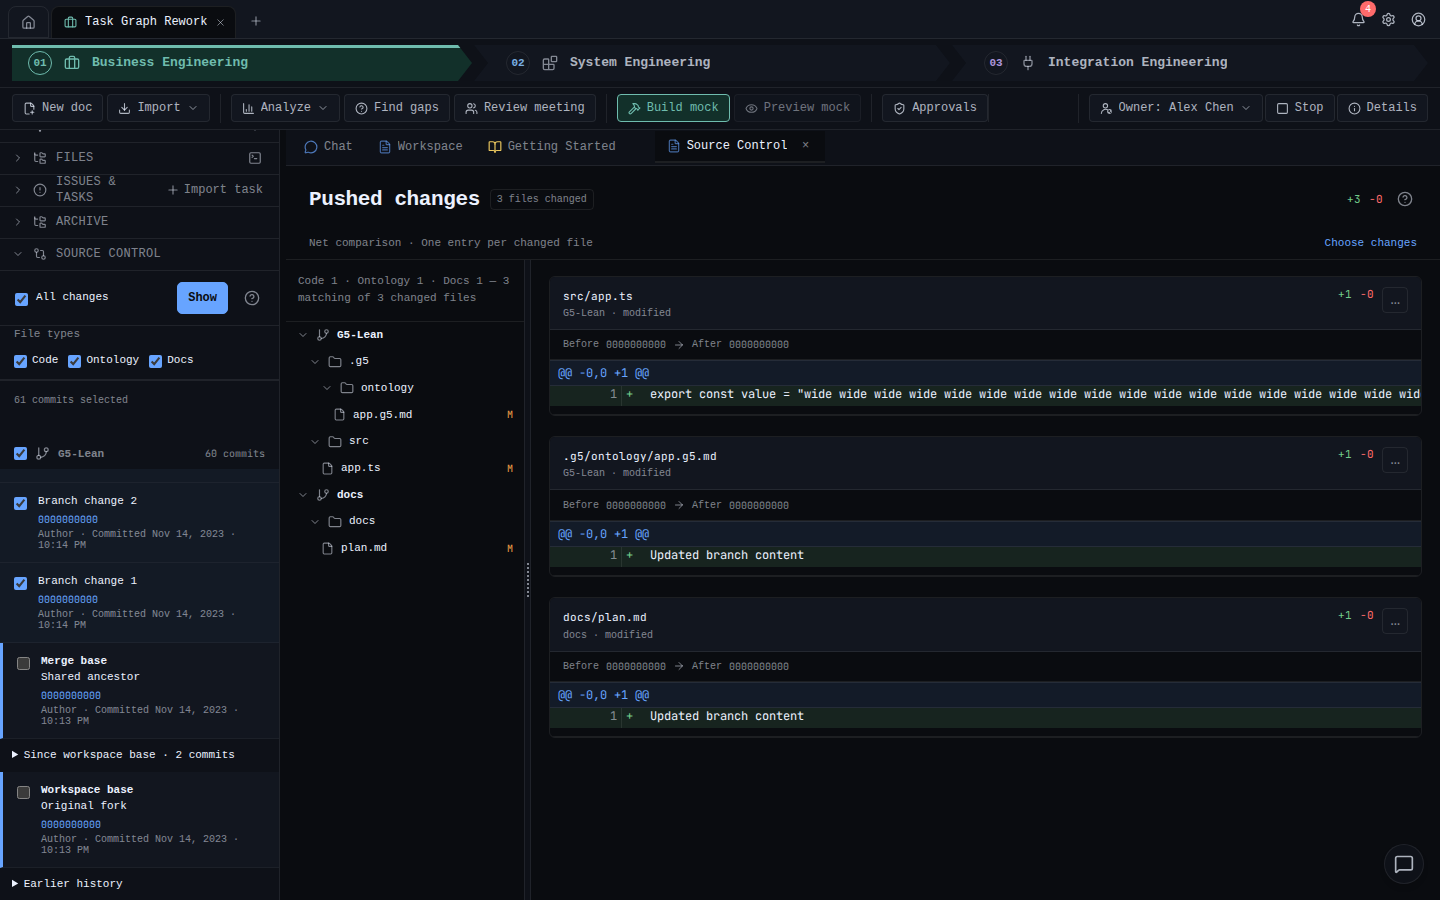 Task Graph Rework
4
01 Business Engineering
02 System Engineering
03 Integration Engineering
New doc
Import
Analyze
Find gaps
Review meeting
Build mock
Preview mock
Approvals
Owner: Alex Chen
Stop
Details
FILES
ISSUES &
TASKS
Import task
ARCHIVE
SOURCE CONTROL
All changes
Show
File types
Code
Ontology
Docs
61 commits selected
G5-Lean
60 commits
Branch change 2
0000000000
Author · Committed Nov 14, 2023 ·
10:14 PM
Branch change 1
0000000000
Author · Committed Nov 14, 2023 ·
10:14 PM
Merge base
Shared ancestor
0000000000
Author · Committed Nov 14, 2023 ·
10:13 PM
Since workspace base · 2 commits
Workspace base
Original fork
0000000000
Author · Committed Nov 14, 2023 ·
10:13 PM
Earlier history
Chat
Workspace
Getting Started
Source Control ×
Pushed changes
3 files changed
+3 -0
Net comparison · One entry per changed file
Choose changes
Code 1 · Ontology 1 · Docs 1 — 3
matching of 3 changed files
G5-Lean
.g5
ontology
app.g5.md M
src
app.ts M
docs
docs
plan.md M
src/app.ts
+1 -0
...
G5-Lean · modified
Before 0000000000 → After 0000000000
@@ -0,0 +1 @@
1 + export const value = "wide wide wide wide wide wide wide wide wide wide wide wide wide wide wide wide wide wid
.g5/ontology/app.g5.md
+1 -0
...
G5-Lean · modified
Before 0000000000 → After 0000000000
@@ -0,0 +1 @@
1 + Updated branch content
docs/plan.md
+1 -0
...
docs · modified
Before 0000000000 → After 0000000000
@@ -0,0 +1 @@
1 + Updated branch content